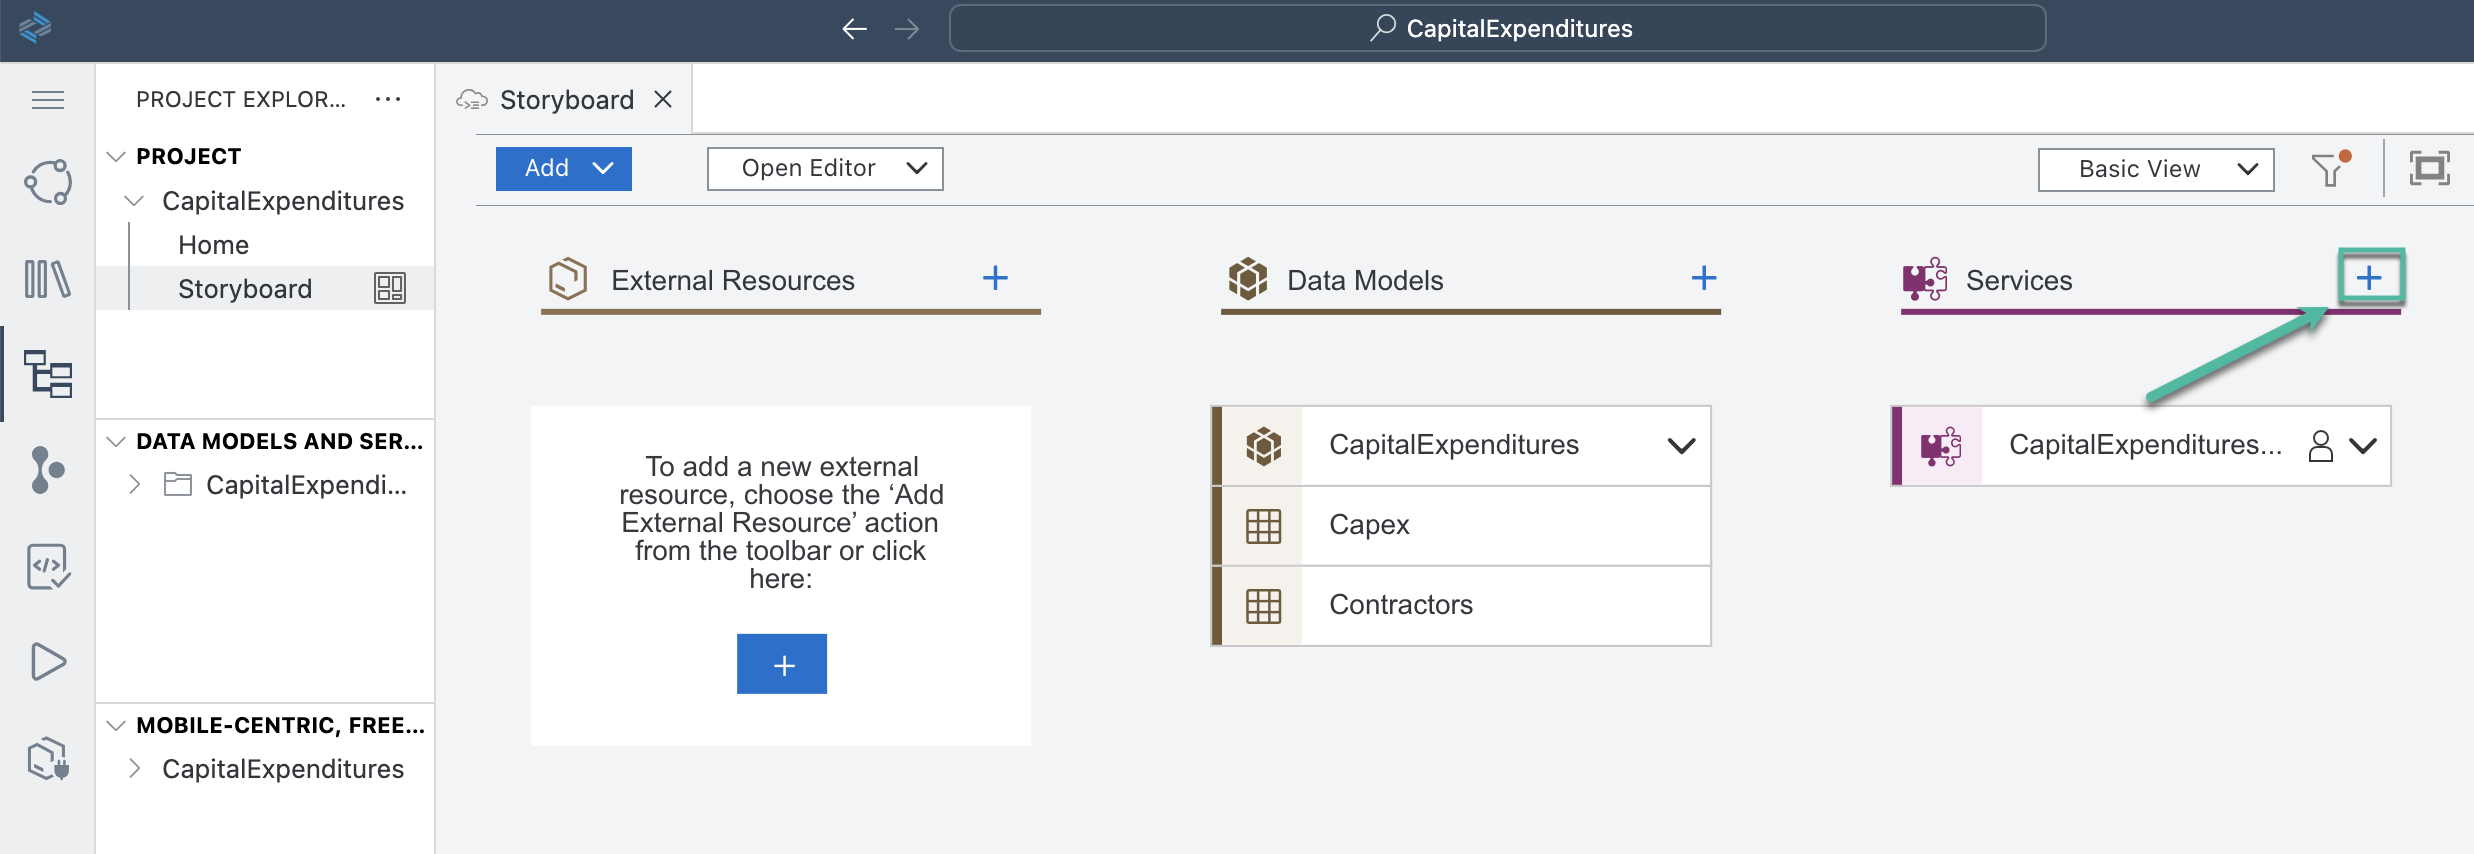 CapitalExpenditures
PROJECT EXPLOR...
PROJECT
CapitalExpenditures
Home
Storyboard
DATA MODELS AND SER...
CapitalExpendi...
MOBILE-CENTRIC, FREE...
CapitalExpenditures
Storyboard
Add
Open Editor
Basic View
External Resources
To add a new external
resource, choose the ‘Add
External Resource’ action
from the toolbar or click
here:
Data Models
CapitalExpenditures
Capex
Contractors
Services
CapitalExpenditures...